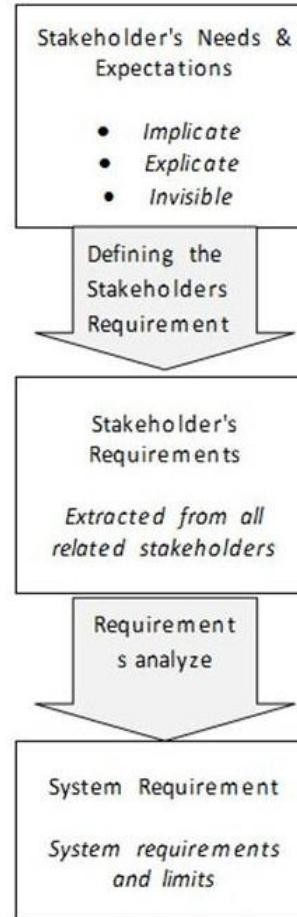 Stakeholder's Needs &
Expectations
• Implicate
• Explicate
• Invisible
Defining the
Stakeholders
Requirement
Stakeholder's
Requirements
Extracted from all
related stakeholders
Requirement
s analyze
System Requirement
System requirements
and limits